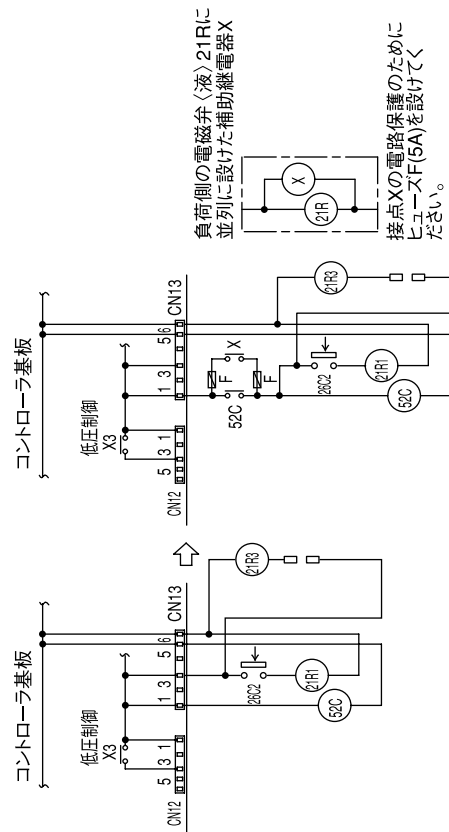 コントローラ基板
低圧制御
X3
5 3 1
1 3 5 6
CN12
CN13
26C2
21R1
52C
21R3
コントローラ基板
低圧制御
X3
5 3 1
1 3 5 6
CN12
CN13
F
X
52C
F
26C2
21R1
52C
21R3
負荷側の電磁弁〈液〉21Rに
並列に設けた補助継電器X
X
21R
接点Xの電路保護のために
ヒューズF(5A)を設けてく
ださい。